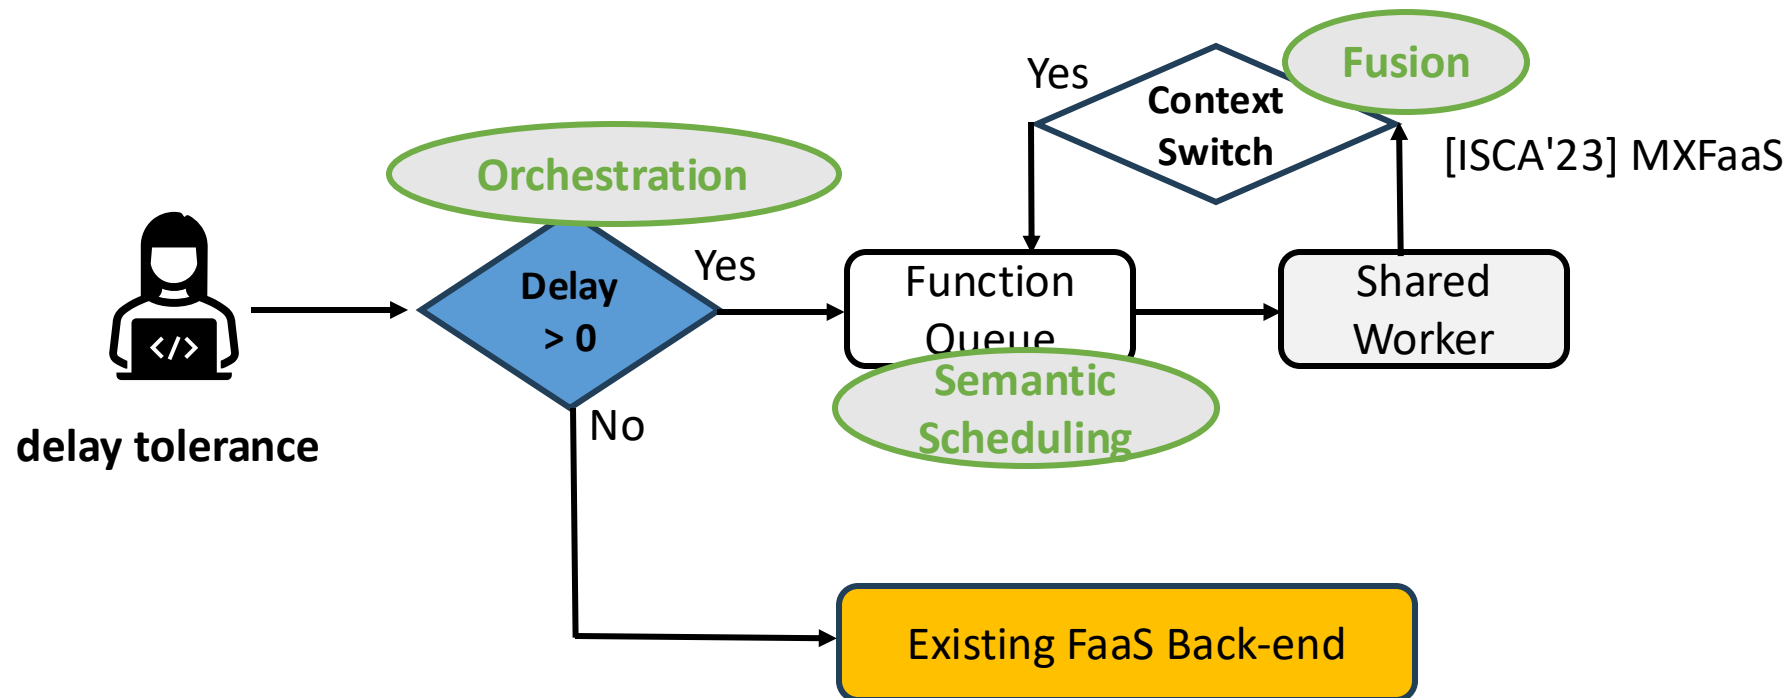 Fusion
Yes
Context
Switch
[ISCA'23] MXFaaS
Orchestration
Delay
> 0
Yes
Function
Queue
Shared
Worker
</>
Semantic
Scheduling
No
delay tolerance
Existing FaaS Back-end